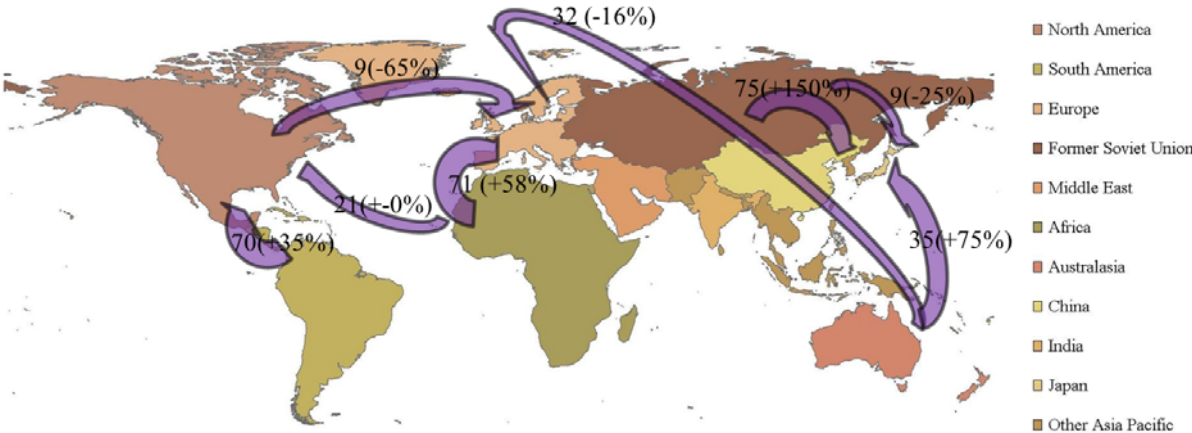 32 (-16%)
9(-65%)
75(+150%)
9(-25%)
71 (+58%)
21(+-0%)
70(+35%)
35(+75%)
North America
South America
Europe
Former Soviet Union
Middle East
Africa
Australasia
China
India
Japan
Other Asia Pacific